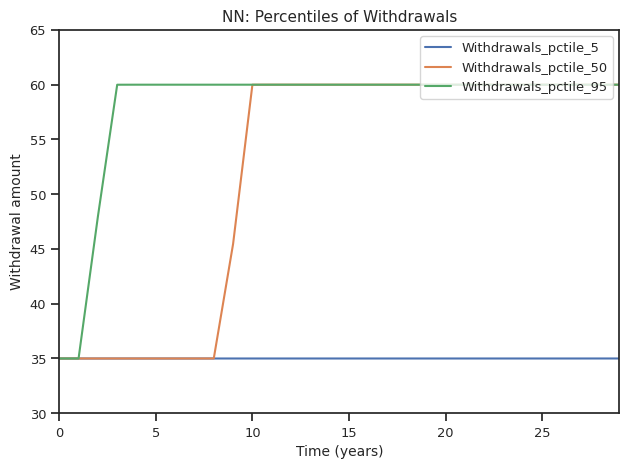 NN: Percentiles of Withdrawals
65
60
55
50
45
40
35
30
Withdrawal amount
Withdrawals_pctile_5
Withdrawals_pctile_50
Withdrawals_pctile_95
0 5 10 15 20 25
Time (years)